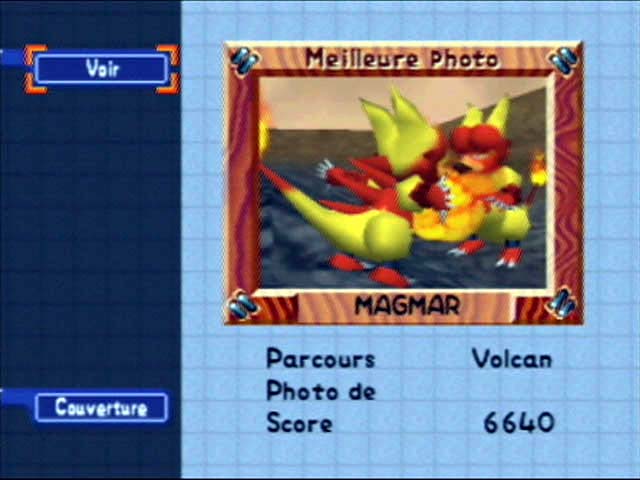 Voir
Meilleure Photo
MAGMAR
Parcours Volcan
Photo de
Score 6640
Couverture